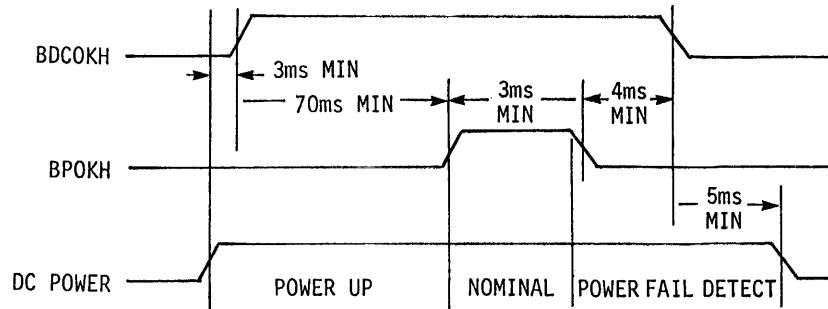 BDCOKH
3ms MIN
70ms MIN
3ms
MIN
4ms
MIN
BPOKH
5ms
MIN
DC POWER
POWER UP
NOMINAL
POWER FAIL DETECT